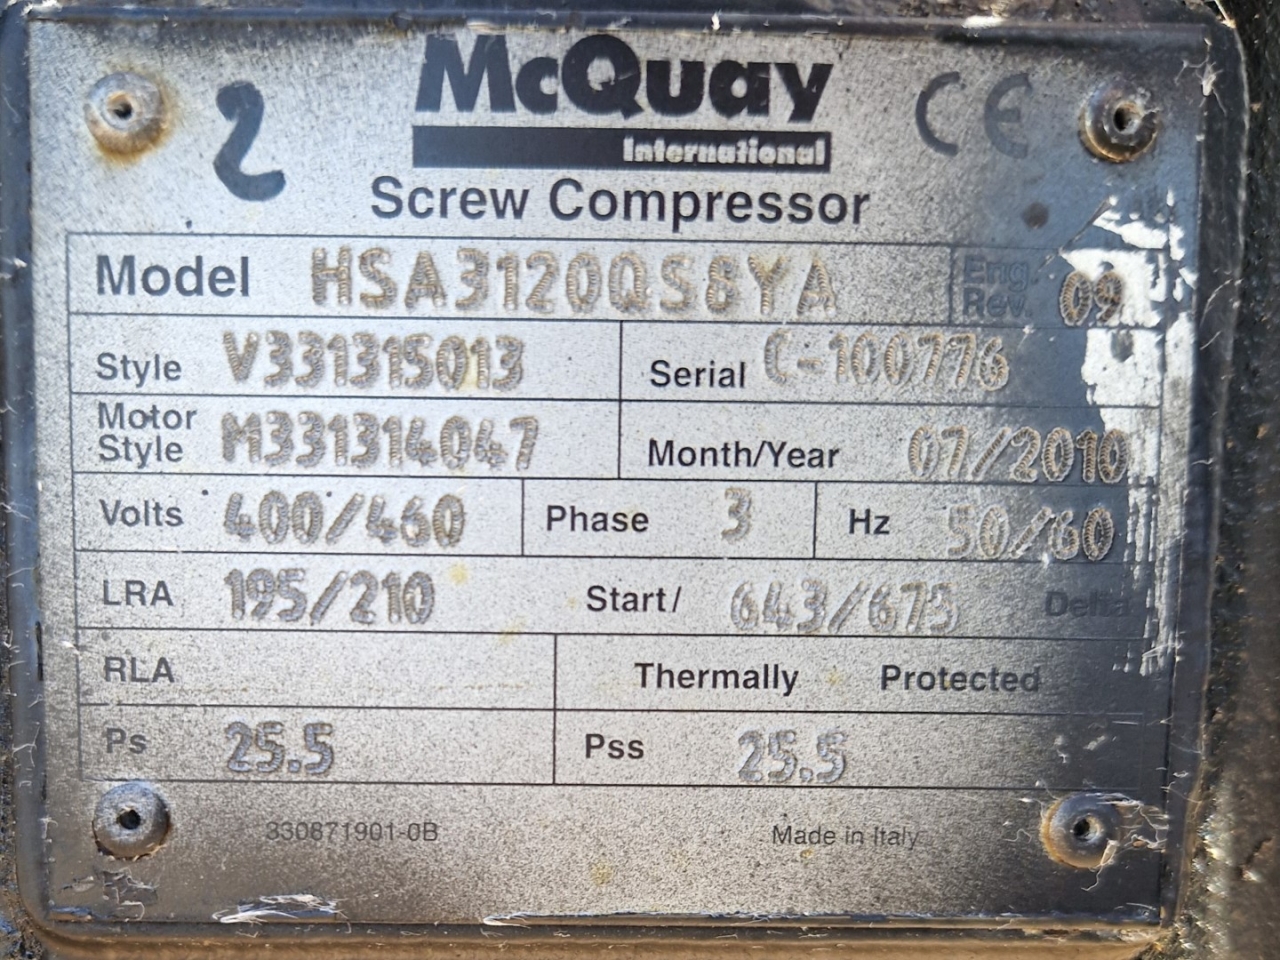 2
McQuay
International
CE
Screw Compressor
Model HSA3120QS8YA Eng. Rev. 09
Style V331315013 Serial C-100776
Motor Style M331314047 Month/Year 07/2010
Volts 400/460 Phase 3 Hz 50/60
LRA 195/210 Start/ 643/675 Delta
RLA Thermally Protected
Ps 25.5 Pss 25.5
330871901-0B Made in Italy